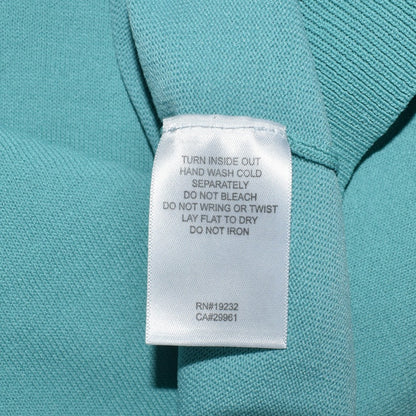 TURN INSIDE OUT
HAND WASH COLD
SEPARATELY
DO NOT BLEACH
DO NOT WRING OR TWIST
LAY FLAT TO DRY
DO NOT IRON
RN#19232
CA#29961